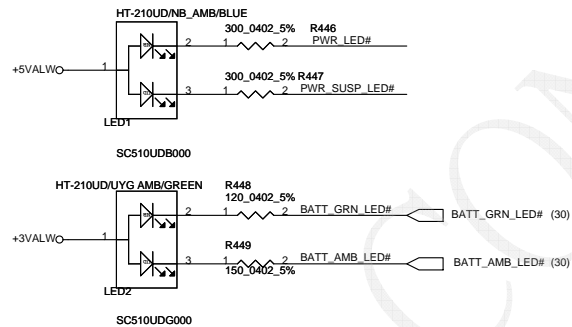 HT-210UD/NB_AMB/BLUE
300_0402_5% R446
2 1 2 PWR_LED#
+5VALW 1
300_0402_5% R447
3 1 2 PWR_SUSP_LED#
LED1
SC510UDB000
HT-210UD/UYG AMB/GREEN
R448
120_0402_5%
2 1 2 BATT_GRN_LED# BATT_GRN_LED# (30)
+3VALW 1
R449
3 1 2 BATT_AMB_LED# BATT_AMB_LED# (30)
150_0402_5%
LED2
SC510UDG000